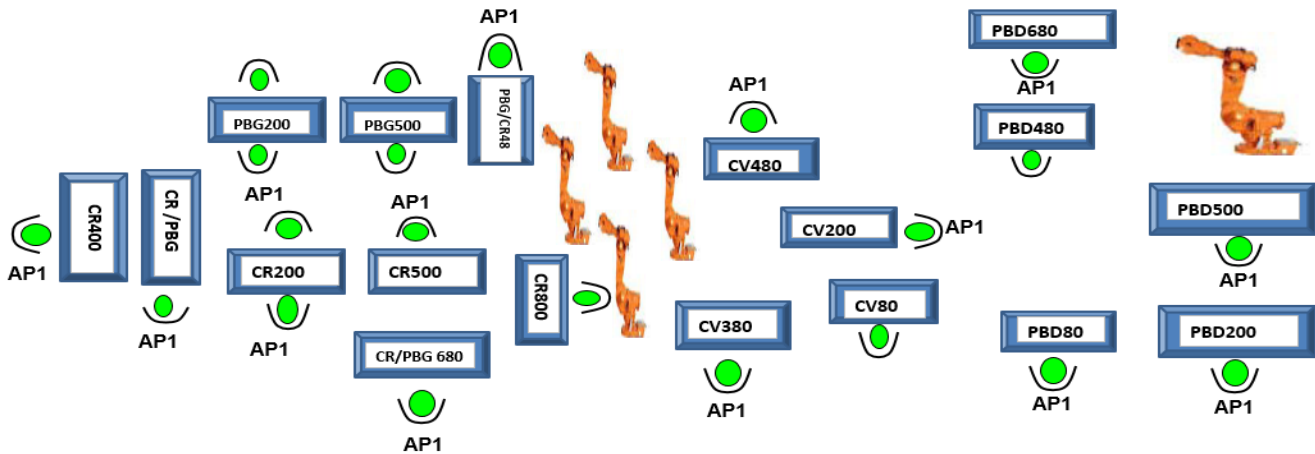 AP1
PBD680
AP1
PBG200
PBG500
PBG/CR48
AP1
CV480
PBD480
AP1
AP1
CR400
CR /PBG
AP1
CR200
CR500
CV200
AP1
PBD500
AP1
AP1
AP1
AP1
CR800
CV380
CV80
PBD80
PBD200
CR/PBG 680
AP1
AP1
AP1
AP1